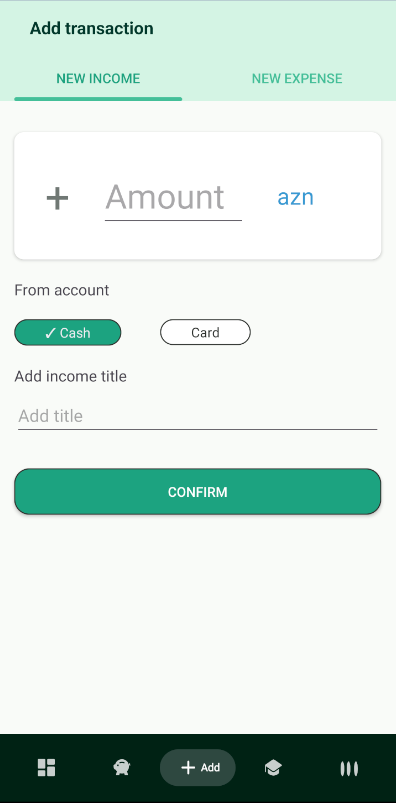 Add transaction
NEW INCOME NEW EXPENSE
+ Amount azn
From account
✓ Cash Card
Add income title
Add title
CONFIRM
+ Add